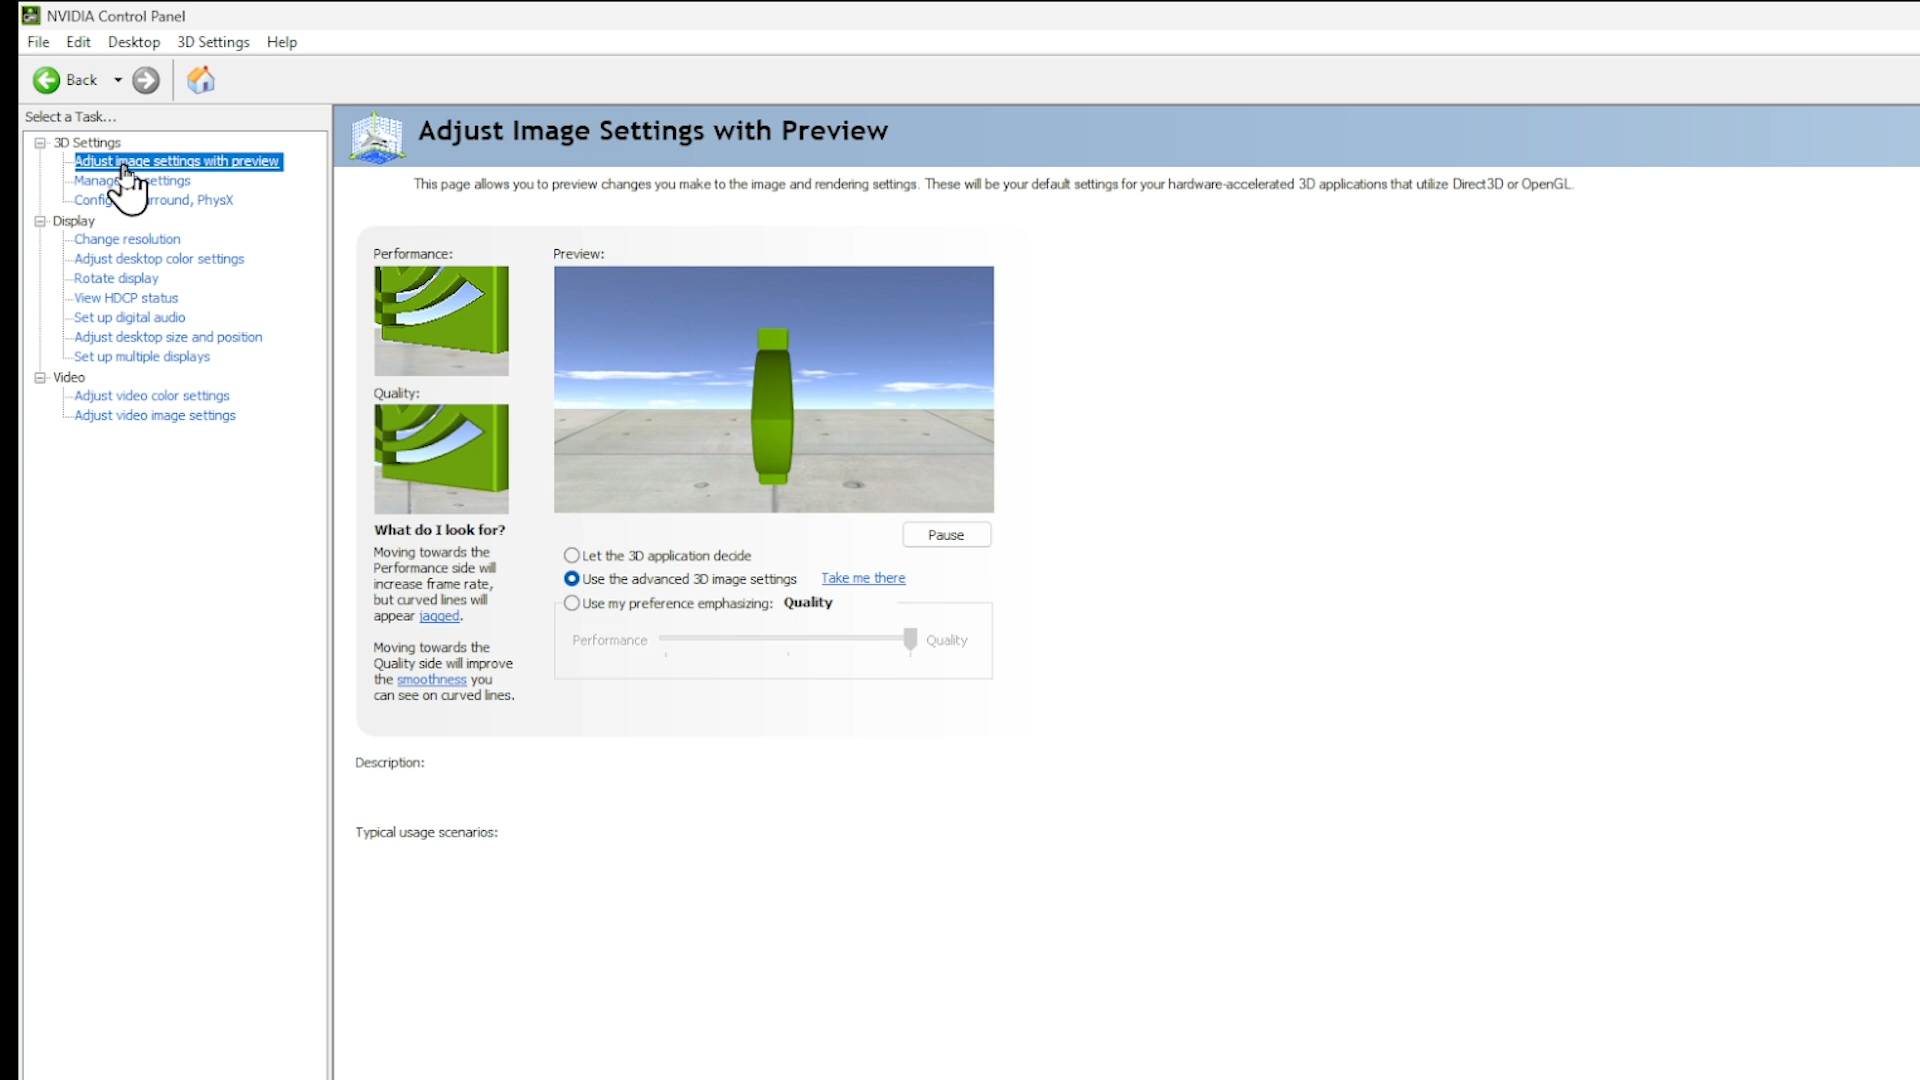 NVIDIA Control Panel
File Edit Desktop 3D Settings Help
Back
Select a Task...
3D Settings
Adjust image settings with preview
Manage settings
Surround, PhysX
Display
Change resolution
Adjust desktop color settings
Rotate display
View HDCP status
Set up digital audio
Adjust desktop size and position
Set up multiple displays
Video
Adjust video color settings
Adjust video image settings
Adjust Image Settings with Preview
This page allows you to preview changes you make to the image and rendering settings. These will be your default settings for your hardware-accelerated 3D applications that utilize Direct3D or OpenGL.
Performance:
Quality:
What do I look for?
Moving towards the
Performance side will
increase frame rate,
but curved lines will
appear jagged.
Moving towards the
Quality side will improve
the smoothness you
can see on curved lines.
Preview:
Pause
Let the 3D application decide
Use the advanced 3D image settings Take me there
Use my preference emphasizing: Quality
Performance Quality
Description:
Typical usage scenarios: